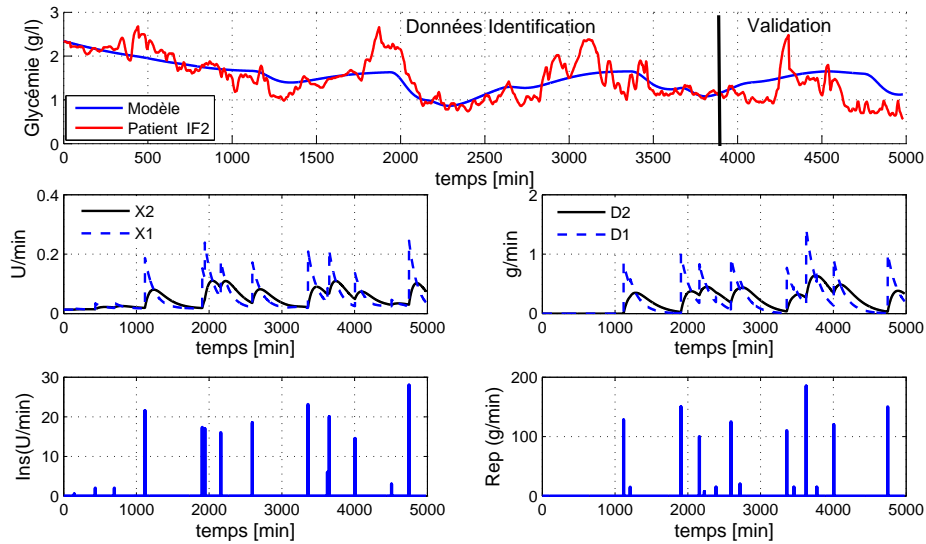 Données Identification
Validation
Glycémie (g/l)
3
2
1
0
Modèle
Patient IF2
0 500 1000 1500 2000 2500 3000 3500 4000 4500 5000
temps [min]
U/min
0.4
0.2
0
X2
X1
0 1000 2000 3000 4000 5000
temps [min]
g/min
2
1
0
D2
D1
0 1000 2000 3000 4000 5000
temps [min]
Ins(U/min)
30
20
10
0
0 1000 2000 3000 4000 5000
temps [min]
Rep (g/min)
200
100
0
0 1000 2000 3000 4000 5000
temps [min]